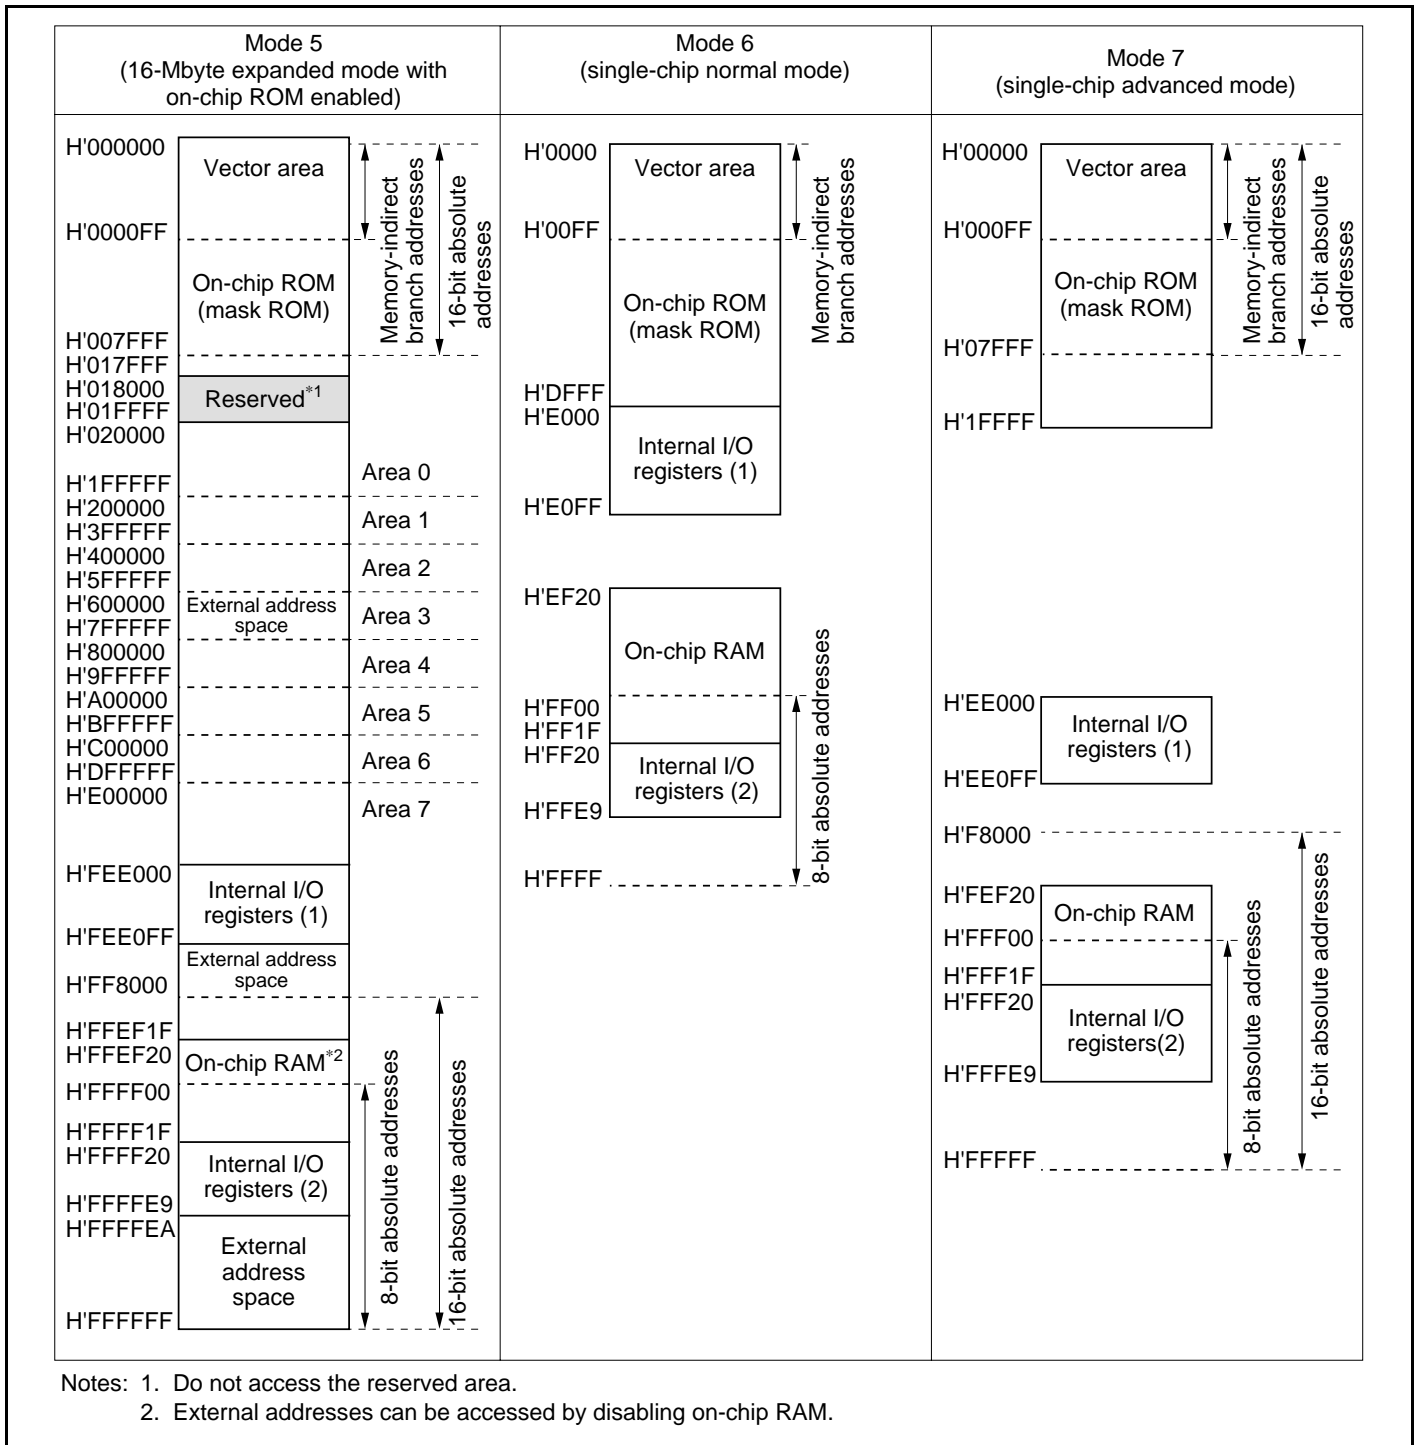 Mode 5
(16-Mbyte expanded mode with
on-chip ROM enabled)
H'000000
Vector area
H'0000FF
On-chip ROM
(mask ROM)
H'007FFF
H'017FFF
H'018000
Reserved*1
H'01FFFF
H'020000
Area 0
H'1FFFFF
H'200000
Area 1
H'3FFFFF
H'400000
Area 2
H'5FFFFF
H'600000
External address
space
Area 3
H'7FFFFF
H'800000
Area 4
H'9FFFFF
H'A00000
Area 5
H'BFFFFF
H'C00000
Area 6
H'DFFFFF
H'E00000
Area 7
H'FEE000
Internal I/O
registers (1)
H'FEE0FF
External address
space
H'FF8000
H'FFEF1F
H'FFEF20
On-chip RAM*2
H'FFFF00
H'FFFF1F
H'FFFF20
Internal I/O
registers (2)
H'FFFFE9
H'FFFFEA
External
address
space
H'FFFFFF
Memory-indirect
branch addresses
16-bit absolute
addresses
8-bit absolute addresses
16-bit absolute addresses
Mode 6
(single-chip normal mode)
H'0000
Vector area
H'00FF
On-chip ROM
(mask ROM)
H'DFFF
H'E000
Internal I/O
registers (1)
H'E0FF
H'EF20
On-chip RAM
H'FF00
H'FF1F
H'FF20
Internal I/O
registers (2)
H'FFE9
H'FFFF
Memory-indirect
branch addresses
8-bit absolute addresses
Mode 7
(single-chip advanced mode)
H'00000
Vector area
H'000FF
On-chip ROM
(mask ROM)
H'07FFF
H'1FFFF
H'EE000
Internal I/O
registers (1)
H'EE0FF
H'F8000
H'FEF20
On-chip RAM
H'FFF00
H'FFF1F
H'FFF20
Internal I/O
registers(2)
H'FFFE9
H'FFFFF
Memory-indirect
branch addresses
16-bit absolute
addresses
8-bit absolute addresses
16-bit absolute addresses
Notes: 1. Do not access the reserved area.
2. External addresses can be accessed by disabling on-chip RAM.